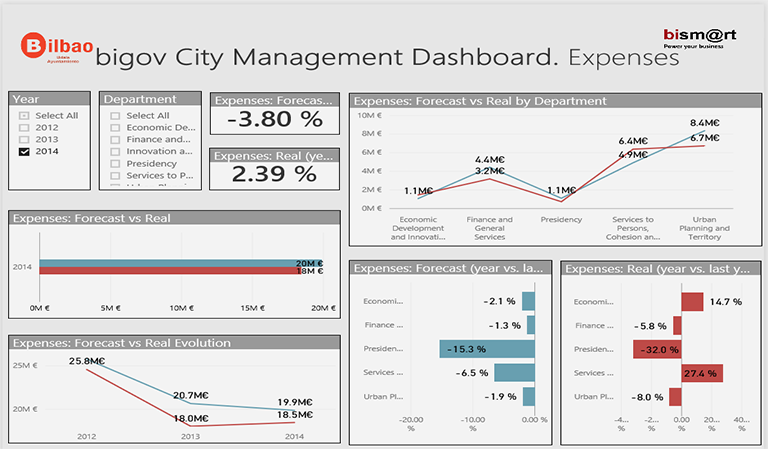 Bilbao
bism@rt
Power your business
bigov City Management Dashboard. Expenses
Year
Select All
2012
2013
2014
Department
Select All
Economic De...
Finance and...
Innovation a...
Presidency
Services to P...
Expenses: Forecas...
-3.80 %
Expenses: Real (ye...
2.39 %
Expenses: Forecast vs Real by Department
10M €
8M €
6M €
4M €
2M €
0M €
1.1M€
4.4M€
3.2M€
1.1M€
6.4M€
4.9M€
8.4M€
6.7M€
Economic
Development
and Innovati...
Finance and
General
Services
Presidency
Services to
Persons,
Cohesion an...
Urban
Planning and
Territory
Expenses: Forecast vs Real
2014
20M €
18M €
0M €
5M €
10M €
15M €
20M €
Expenses: Forecast vs Real Evolution
25M €
20M €
25.8M€
20.7M€
18.0M€
19.9M€
18.5M€
2012
2013
2014
Expenses: Forecast (year vs. la...
Economi...
-2.1 %
Finance ...
-1.3 %
Presiden...
-15.3 %
Services ...
-6.5 %
Urban Pl...
-1.9 %
-20.00
%
-10.00
%
0.00 %
Expenses: Real (year vs. last y...
Economi...
14.7 %
Finance ...
-5.8 %
Presiden...
-32.0 %
Services ...
27.4 %
Urban Pl...
-8.0 %
-4...
%
-2...
%
0.00
%
20....
%
40...
%